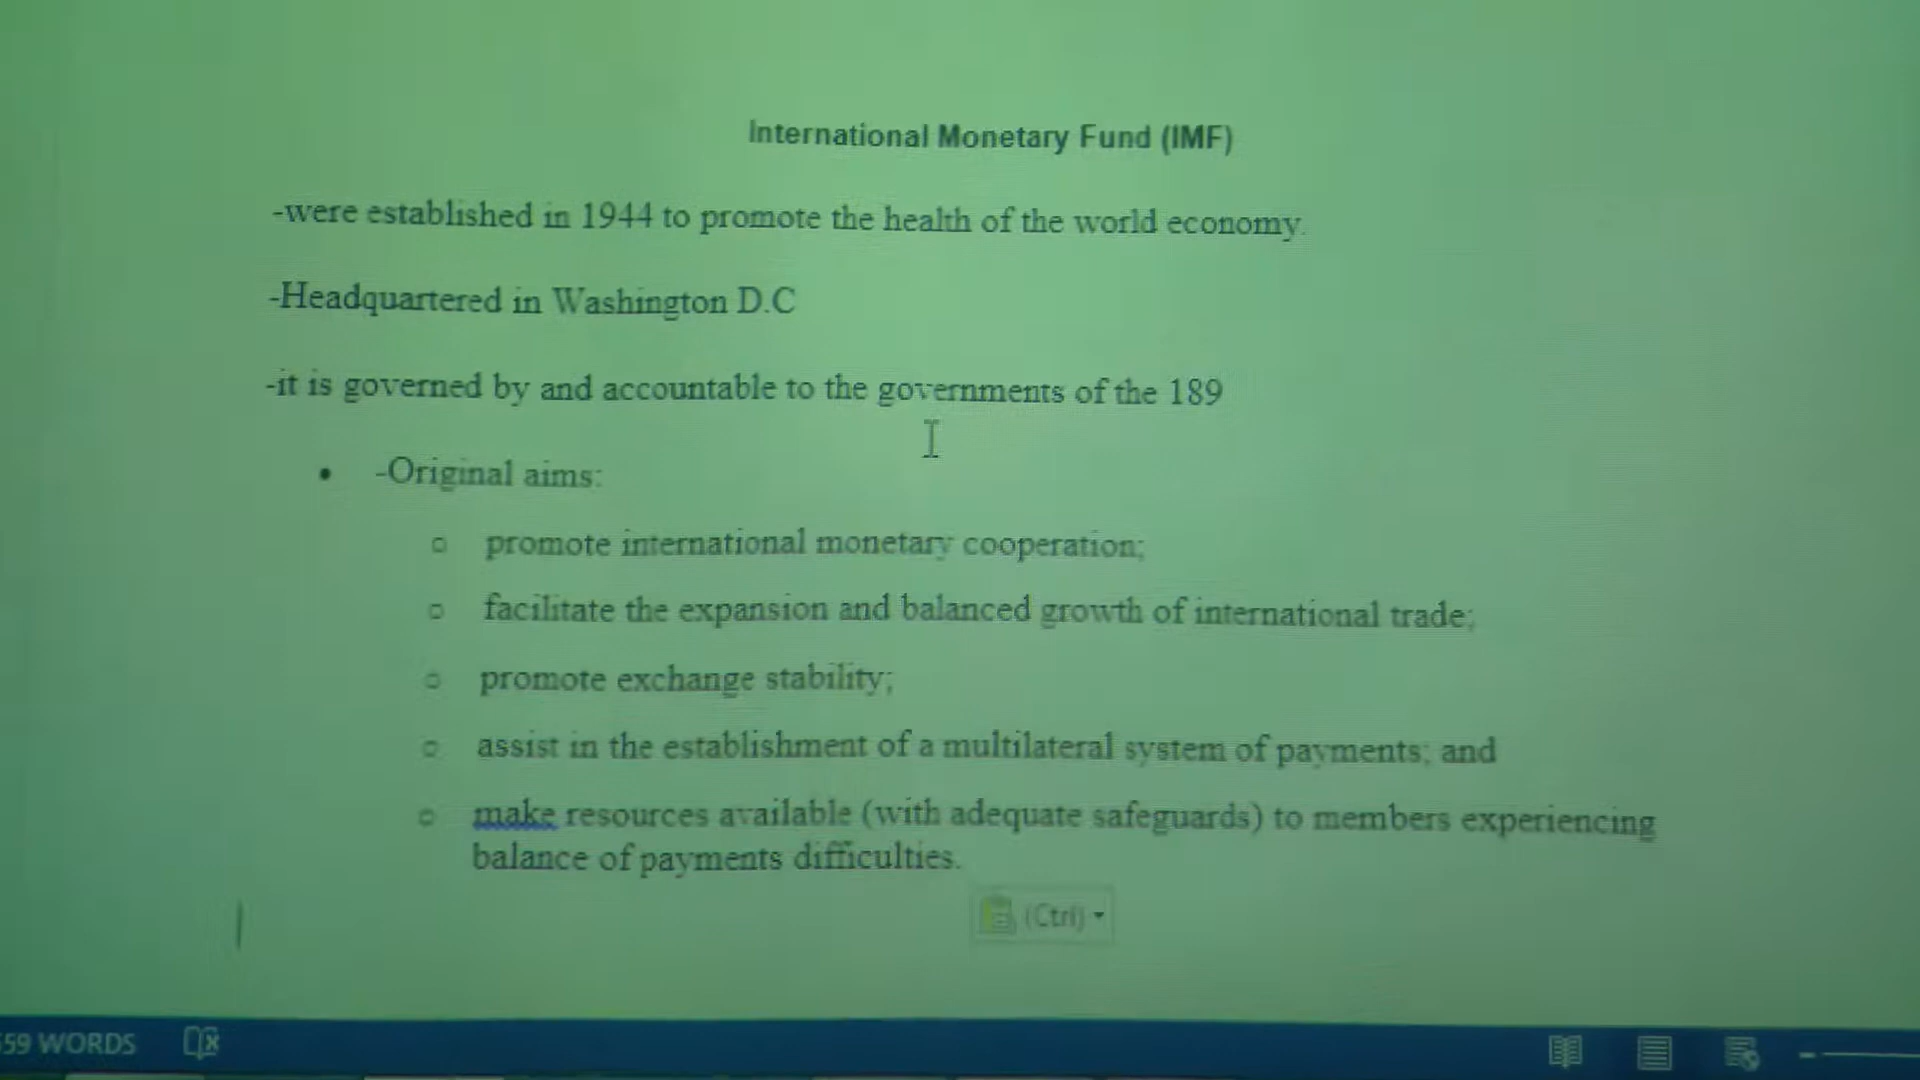 International Monetary Fund (IMF)
-were established in 1944 to promote the health of the world economy.
-Headquartered in Washington D.C
-it is governed by and accountable to the governments of the 189
• -Original aims:
o promote international monetary cooperation;
o facilitate the expansion and balanced growth of international trade;
o promote exchange stability;
o assist in the establishment of a multilateral system of payments; and
o make resources available (with adequate safeguards) to members experiencing
balance of payments difficulties.
(Ctrl)
59 WORDS